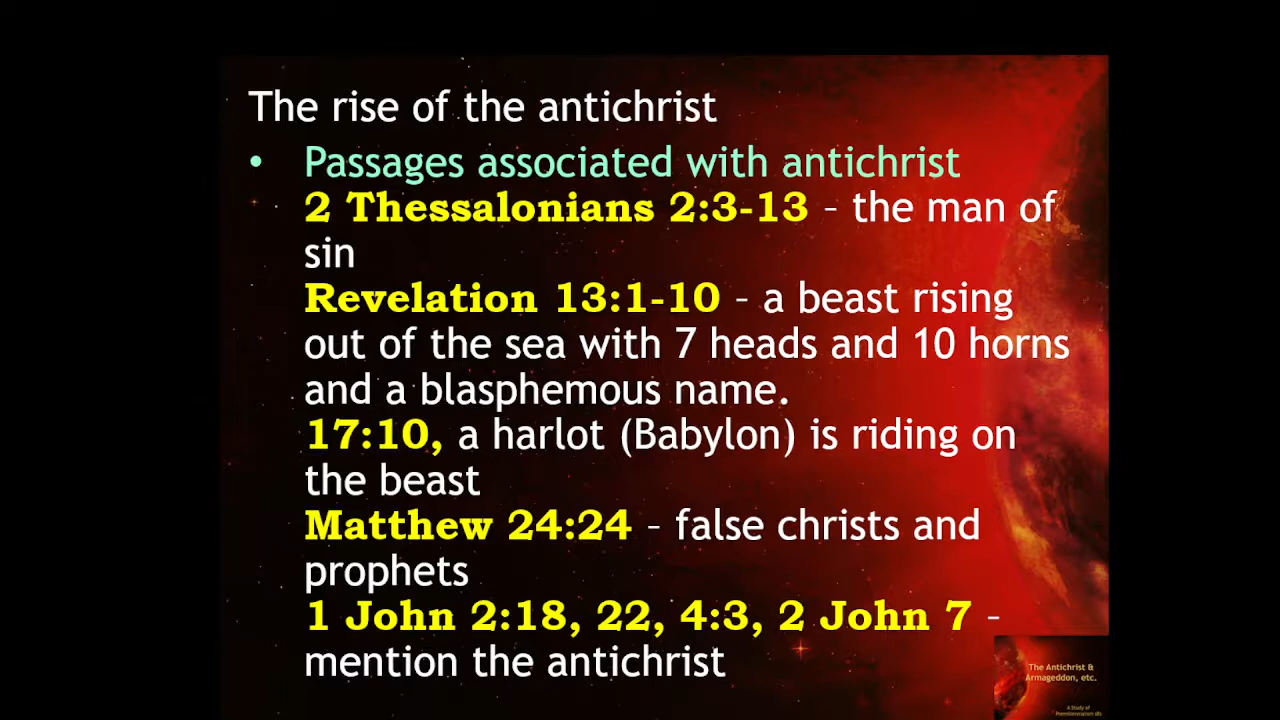 The rise of the antichrist
• Passages associated with antichrist
2 Thessalonians 2:3-13 – the man of
sin
Revelation 13:1-10 – a beast rising
out of the sea with 7 heads and 10 horns
and a blasphemous name.
17:10, a harlot (Babylon) is riding on
the beast
Matthew 24:24 – false christs and
prophets
1 John 2:18, 22, 4:3, 2 John 7 –
mention the antichrist
The Antichrist &
Armageddon, etc.
A Study of